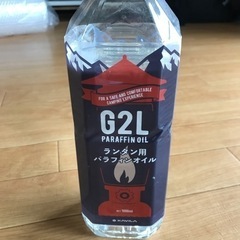 FOR A SAFE AND COMFORTABLE
CAMPING EXPERIENCE
G2L
PARAFFIN OIL
ランタン用
パラフィンオイル